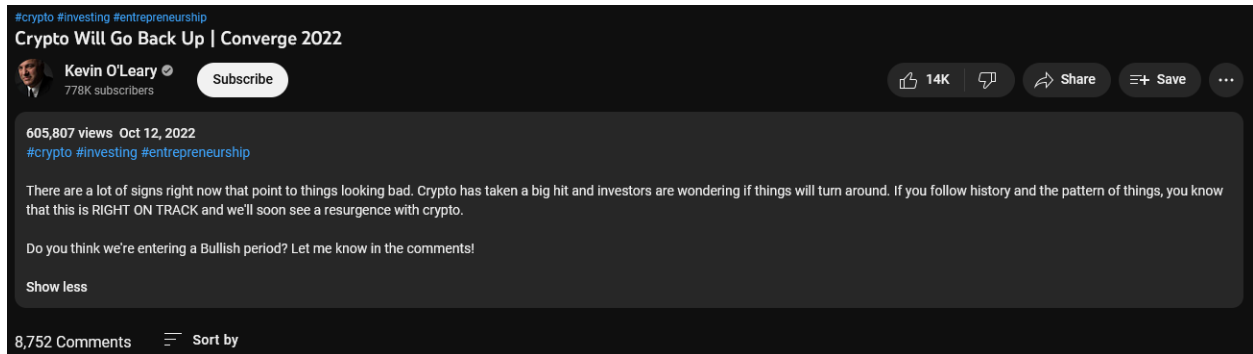 #crypto #investing #entrepreneurship
Crypto Will Go Back Up | Converge 2022
Kevin O'Leary
778K subscribers
Subscribe
14K
Share
Save
605,807 views Oct 12, 2022
#crypto #investing #entrepreneurship
There are a lot of signs right now that point to things looking bad. Crypto has taken a big hit and investors are wondering if things will turn around. If you follow history and the pattern of things, you know
that this is RIGHT ON TRACK and we'll soon see a resurgence with crypto.
Do you think we're entering a Bullish period? Let me know in the comments!
Show less
8,752 Comments
Sort by